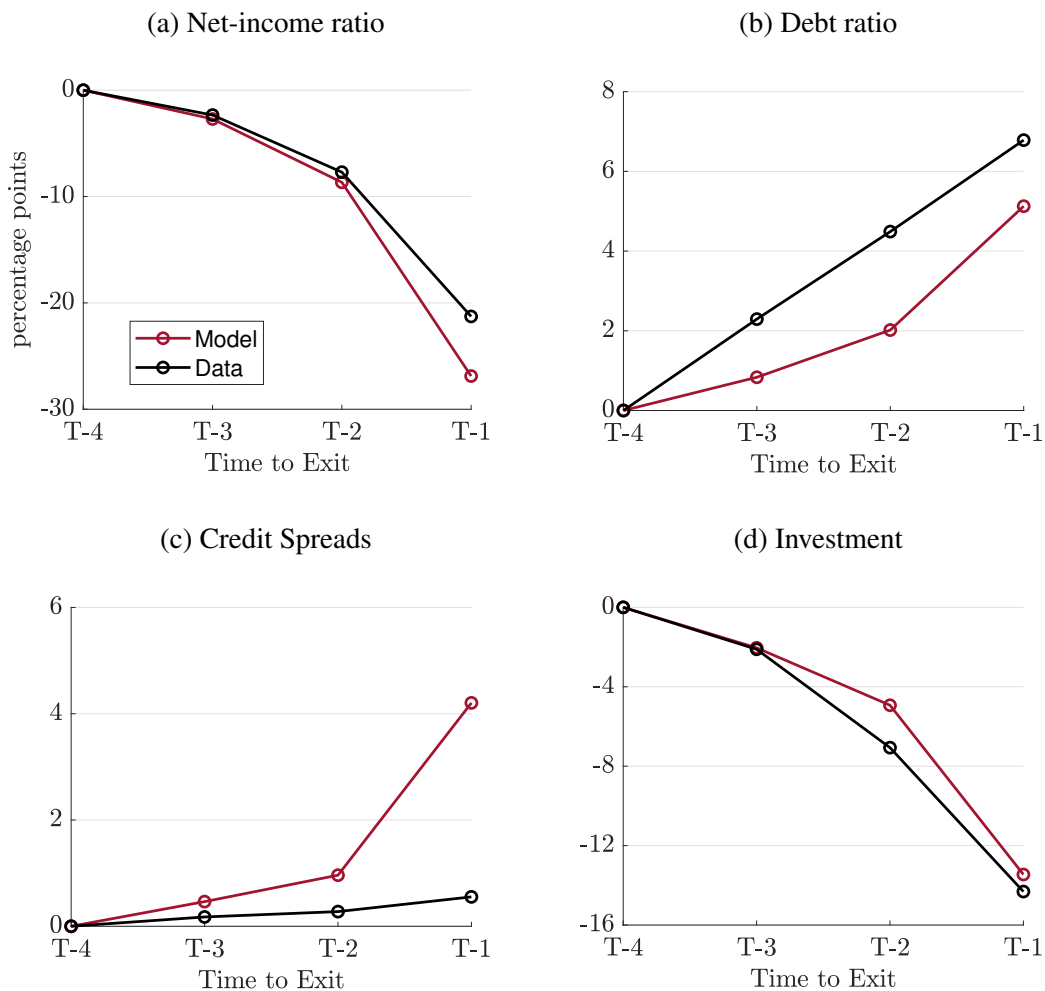 (a) Net-income ratio
percentage points
0
-10
-20
-30
Model
Data
T-4 T-3 T-2 T-1
Time to Exit
(b) Debt ratio
8
6
4
2
0
T-4 T-3 T-2 T-1
Time to Exit
(c) Credit Spreads
6
4
2
0
T-4 T-3 T-2 T-1
Time to Exit
(d) Investment
0
-4
-8
-12
-16
T-4 T-3 T-2 T-1
Time to Exit